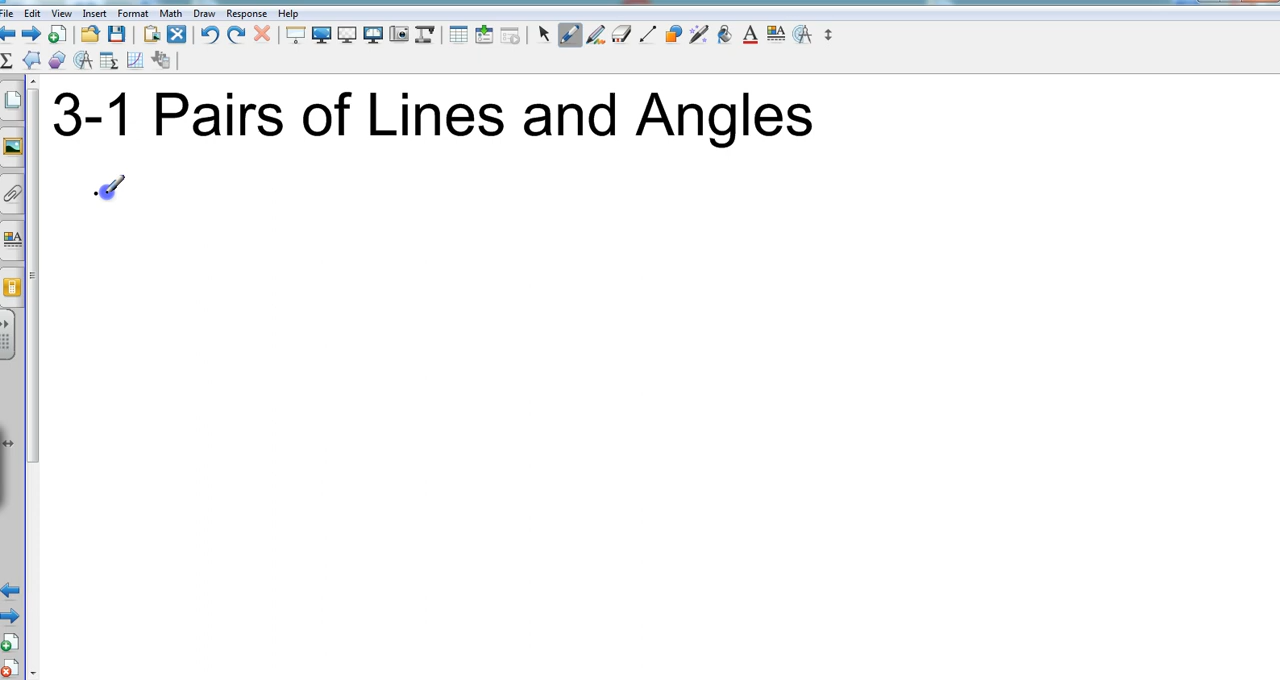 File Edit View Insert Format Math Draw Response Help
3-1 Pairs of Lines and Angles